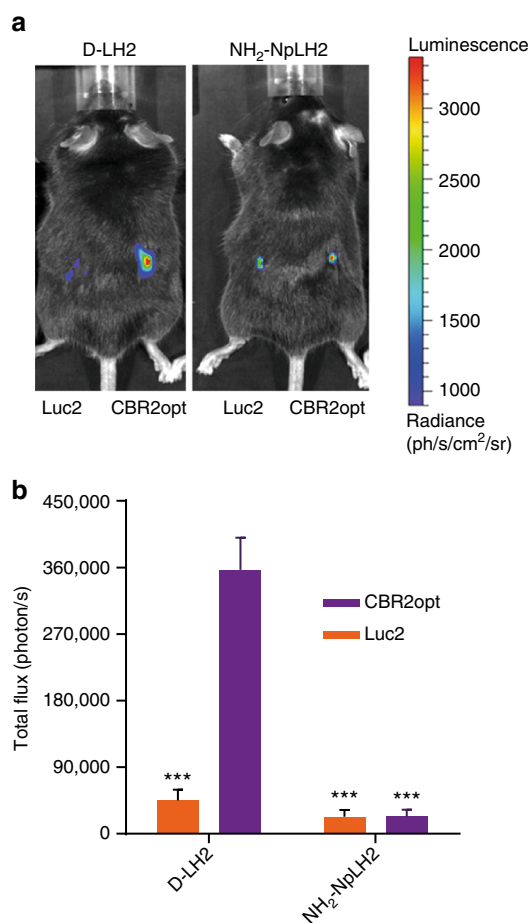 a
D-LH2
NH₂-NpLH2
Luminescence
3000
2500
2000
1500
1000
Radiance
(ph/s/cm²/sr)
Luc2
CBR2opt
Luc2
CBR2opt
b
Total flux (photon/s)
450,000
360,000
270,000
180,000
90,000
0
CBR2opt
Luc2
***
***
***
D-LH2
NH₂-NpLH2